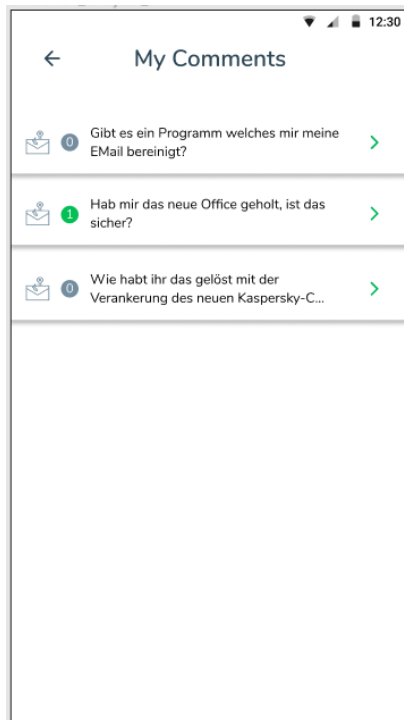 12:30
My Comments
0
Gibt es ein Programm welches mir meine
EMail bereinigt?
1
Hab mir das neue Office geholt, ist das
sicher?
0
Wie habt ihr das gelöst mit der
Verankerung des neuen Kaspersky-C...